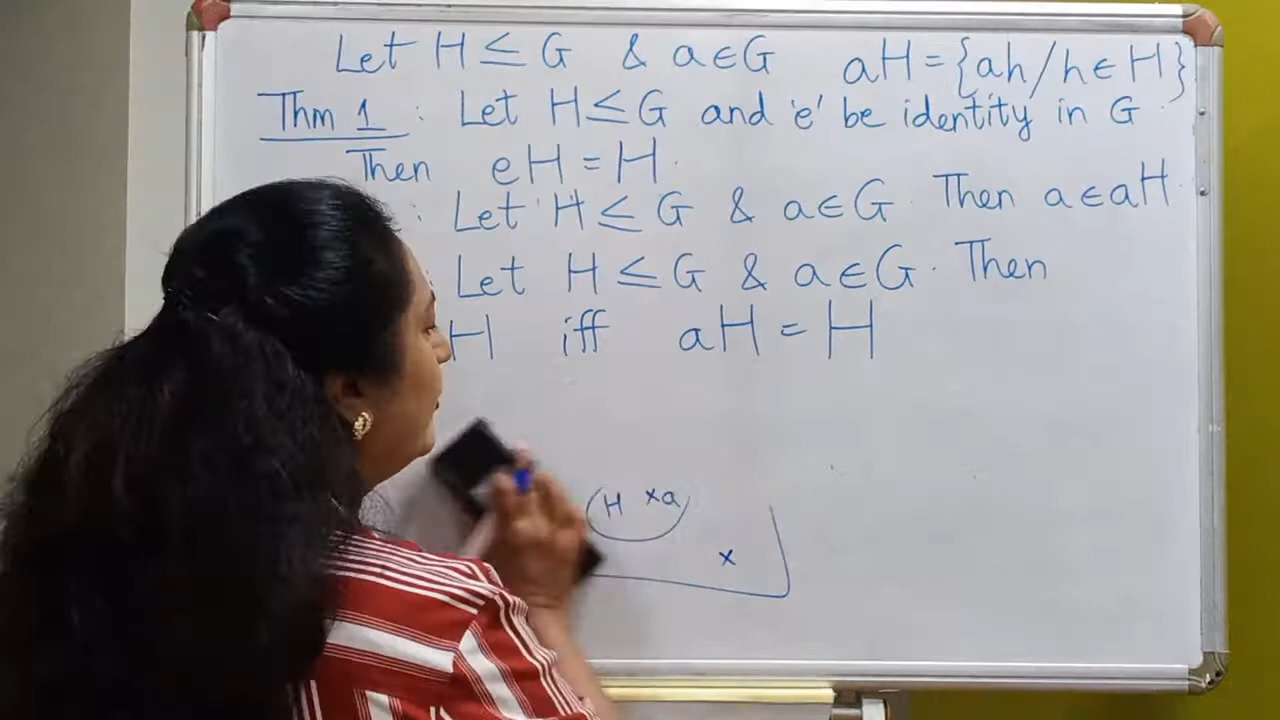 Let H ≤ G & a ∈ G aH = {ah / h ∈ H}
Thm 1 : Let H ≤ G and 'e' be identity in G.
Then eH = H.
: Let H ≤ G & a ∈ G. Then a ∈ aH.
: Let H ≤ G & a ∈ G. Then
H iff aH = H
H xa
x